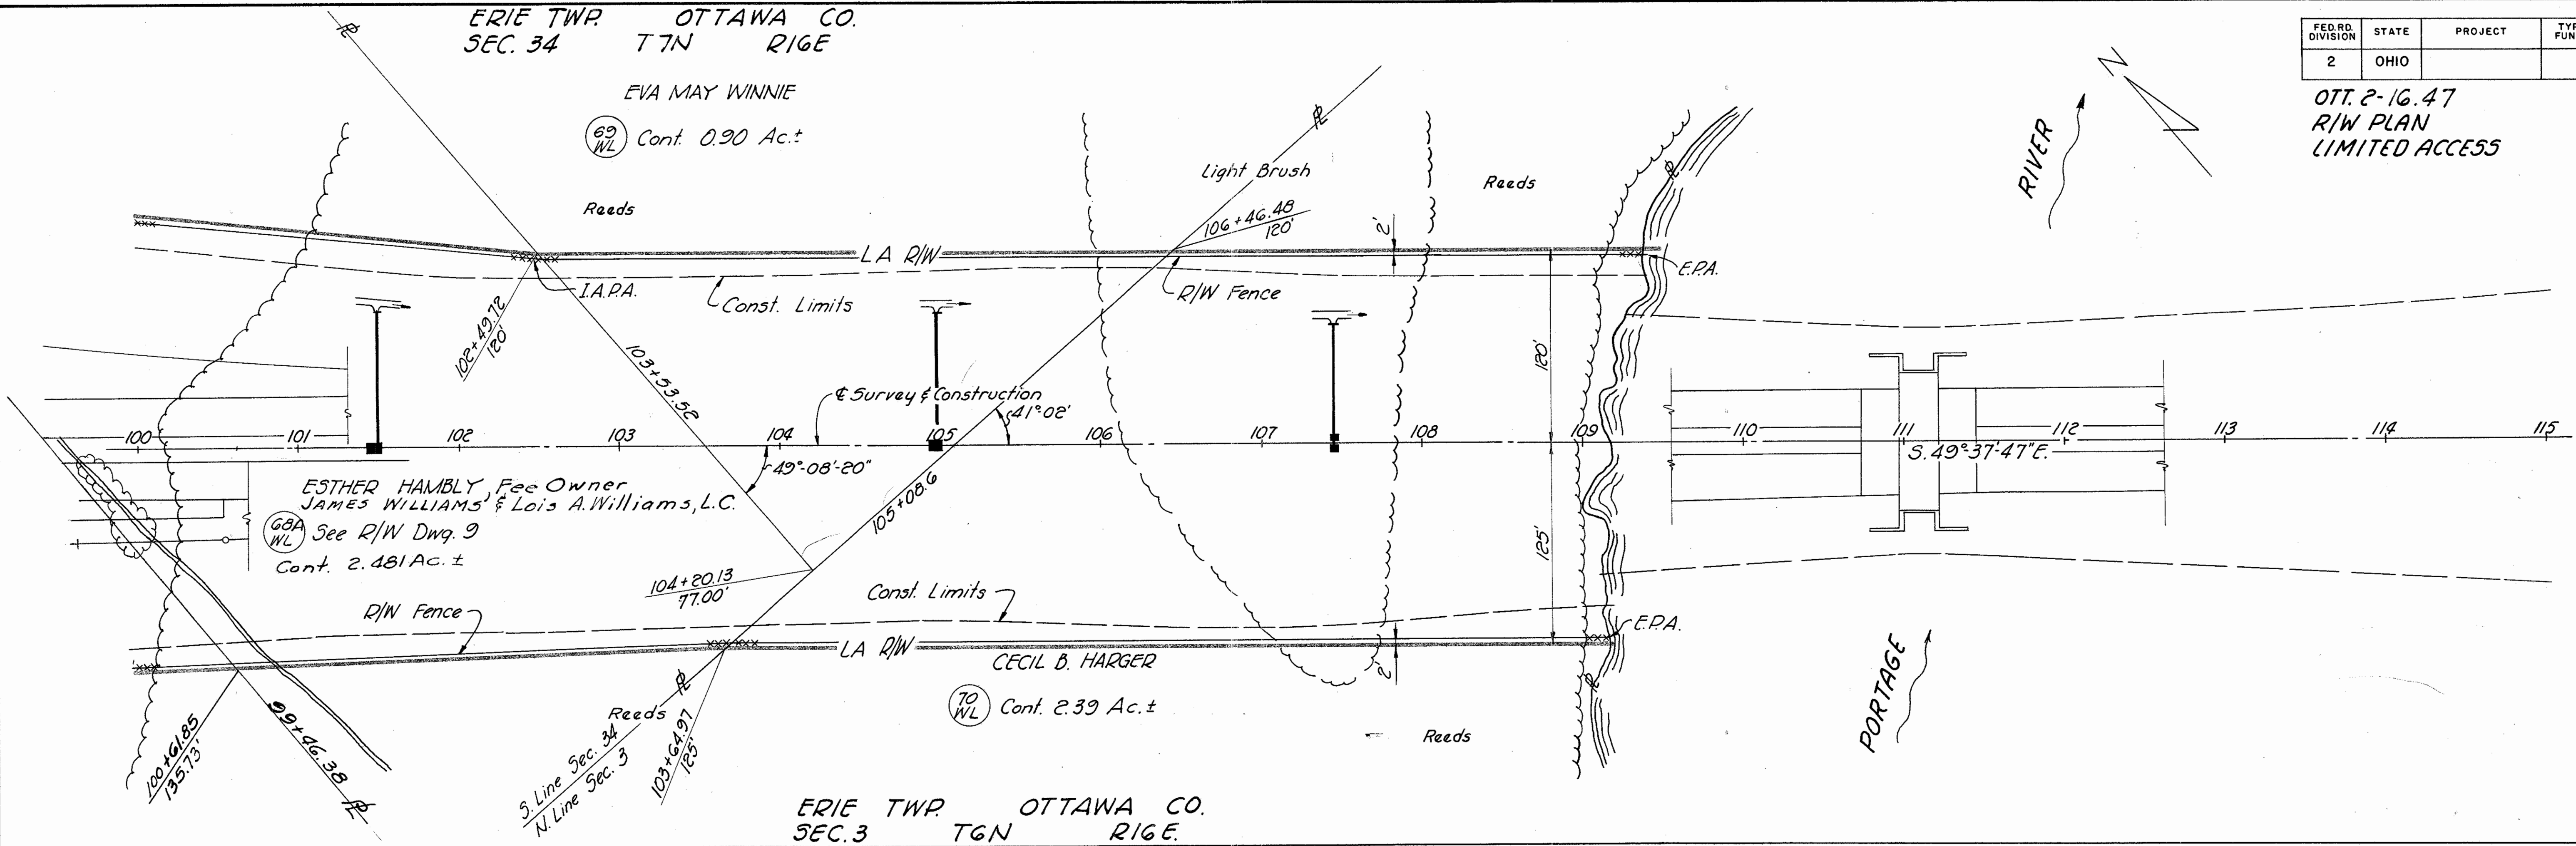 ERIE TWP. OTTAWA CO.
SEC. 34 T7N R16E
EVA MAY WINNIE
69 WL Cont. 0.90 Ac.±
FED. RD. DIVISION STATE PROJECT
2 OHIO
OTT. 2-16.47
R/W PLAN
LIMITED ACCESS
N
RIVER
PL
PL
PL
Light Brush
Reeds
Reeds
106+46.48
120'
2'
LA R/W
E.P.A.
I.A.P.A.
Const. Limits
R/W Fence
102+49.72
120'
103+53.52
120'
℄ Survey & Construction
41°-02'
100 101 102 103 104 105 106 107 108 109 110 111 112 113 114 115
S. 49°-37'-47" E.
49°-08'-20"
105+08.6
ESTHER HAMBLY, Fee Owner
JAMES WILLIAMS & Lois A. Williams, L.C.
68A WL See R/W Dwg. 9
Cont. 2.481 Ac. ±
125'
104+20.13
77.00'
Const. Limits
R/W Fence
E.P.A.
LA R/W
CECIL B. HARGER
2'
70 WL Cont. 2.39 Ac.±
PL
PL
PORTAGE
Reeds
Reeds
100+61.85
135.73'
99+46.38
PL
S. Line Sec. 34
N. Line Sec. 3
103+64.97
125'
ERIE TWP. OTTAWA CO.
SEC. 3 T6N R16E.